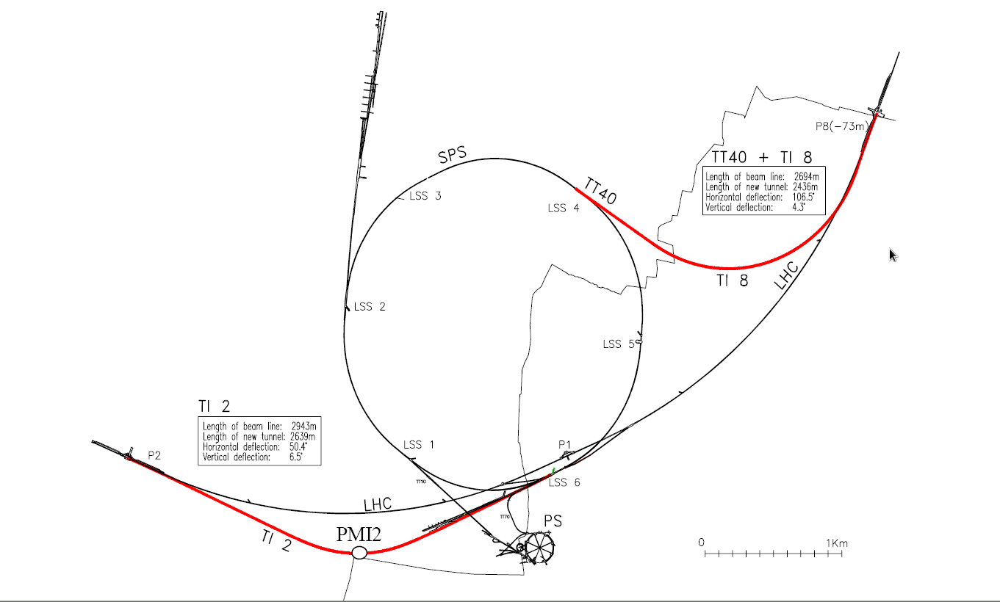 SPS
TT40
LSS 3
LSS 4
P8(-73m)
TT40 + TI 8
Length of beam line: 2694m
Length of new tunnel: 2436m
Horizontal deflection: 106.5°
Vertical deflection: 4.3°
TI 8
LHC
LSS 2
LSS 5
TI 2
Length of beam line: 2943m
Length of new tunnel: 2639m
Horizontal deflection: 50.4°
Vertical deflection: 6.5°
LSS 1
P1
P2
TT10
LSS 6
LHC
TT70
PS
TI 2
PMI2
0 1Km